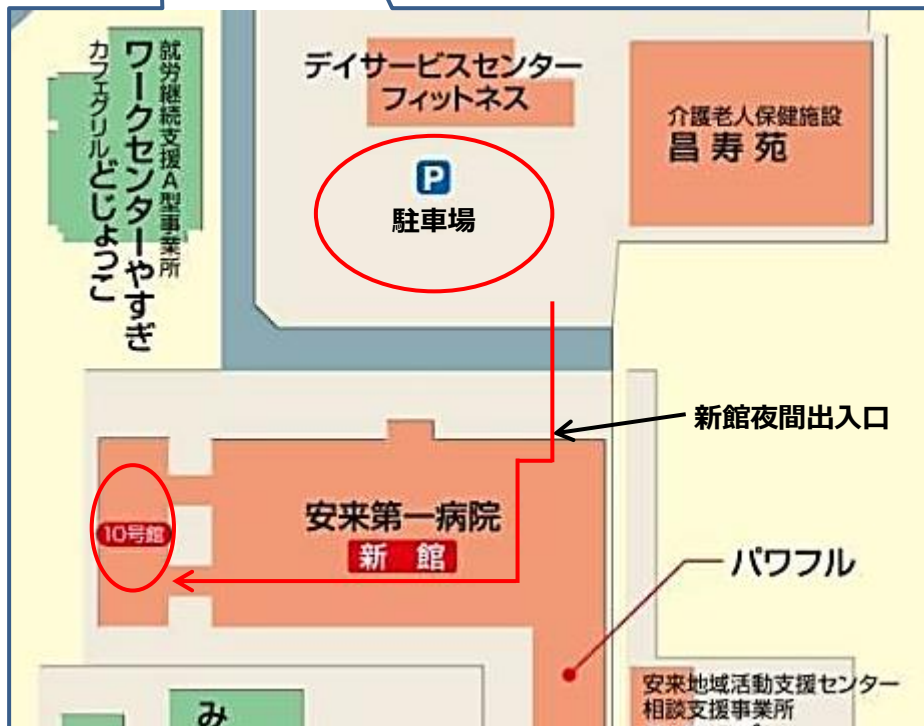 就労継続支援A型事業所
ワークセンターやすぎ
カフェグリルどじょっこ
デイサービスセンター
フィットネス
介護老人保健施設
昌寿苑
P
駐車場
新館夜間出入口
10号館
安来第一病院
新館
パワフル
安来地域活動支援センター
相談支援事業所
み